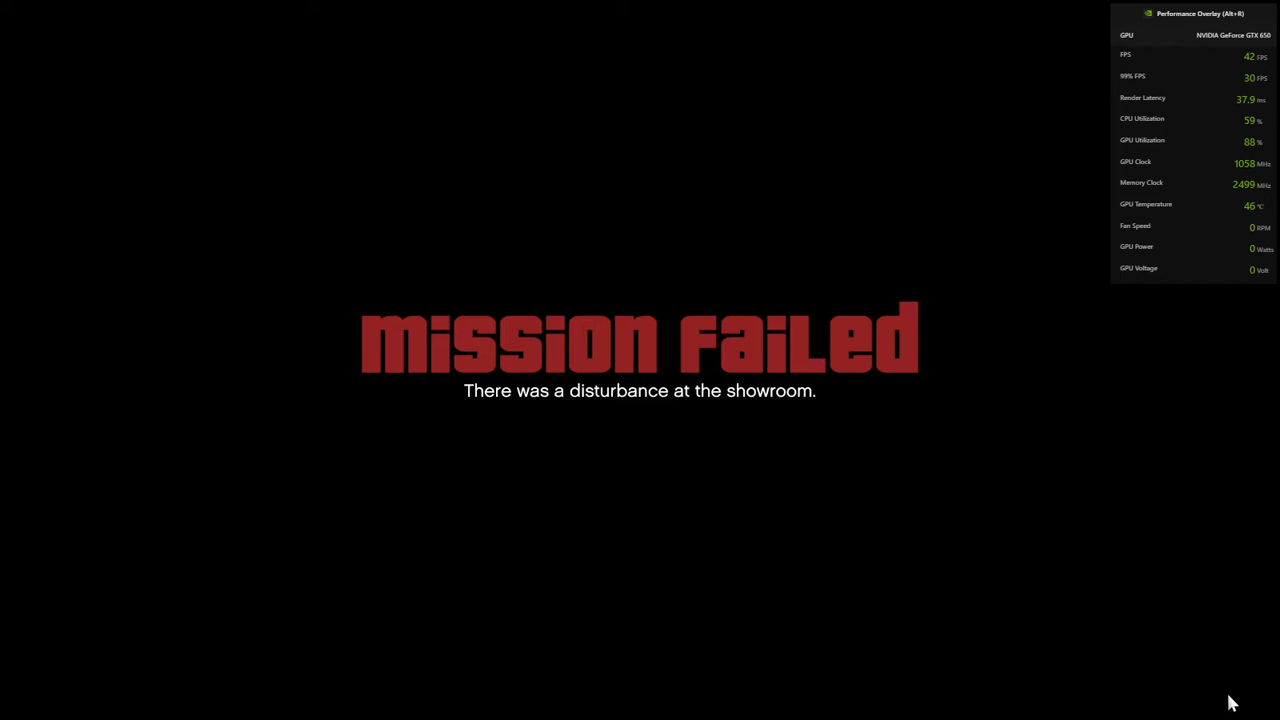 Performance Overlay (Alt+R)
GPU NVIDIA GeForce GTX 650
FPS 42 FPS
99% FPS 30 FPS
Render Latency 37.9 ms
CPU Utilization 59 %
GPU Utilization 88 %
GPU Clock 1058 MHz
Memory Clock 2499 MHz
GPU Temperature 46 °C
Fan Speed 0 RPM
GPU Power 0 Watts
GPU Voltage 0 Volt
mission failed
There was a disturbance at the showroom.